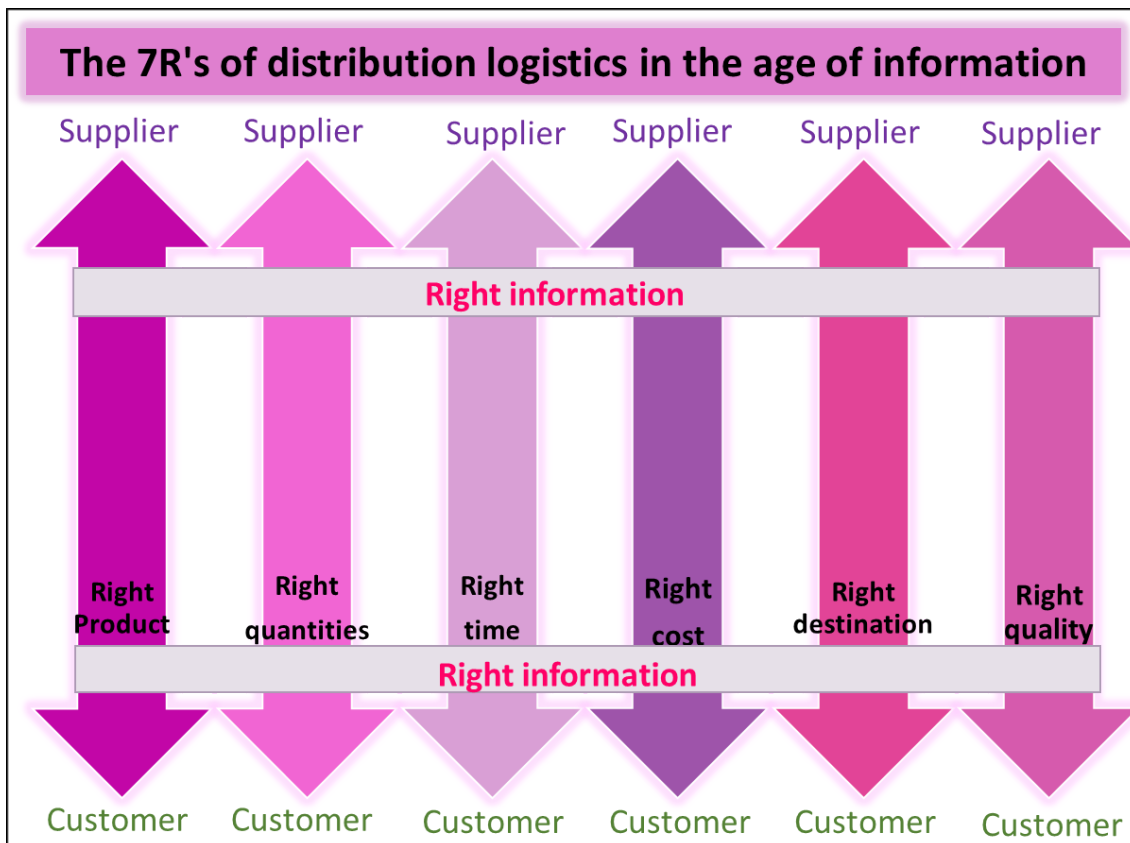 The 7R's of distribution logistics in the age of information
Supplier
Supplier
Supplier
Supplier
Supplier
Supplier
Right information
Right
Product
Right
quantities
Right
time
Right
cost
Right
destination
Right
quality
Right information
Customer
Customer
Customer
Customer
Customer
Customer